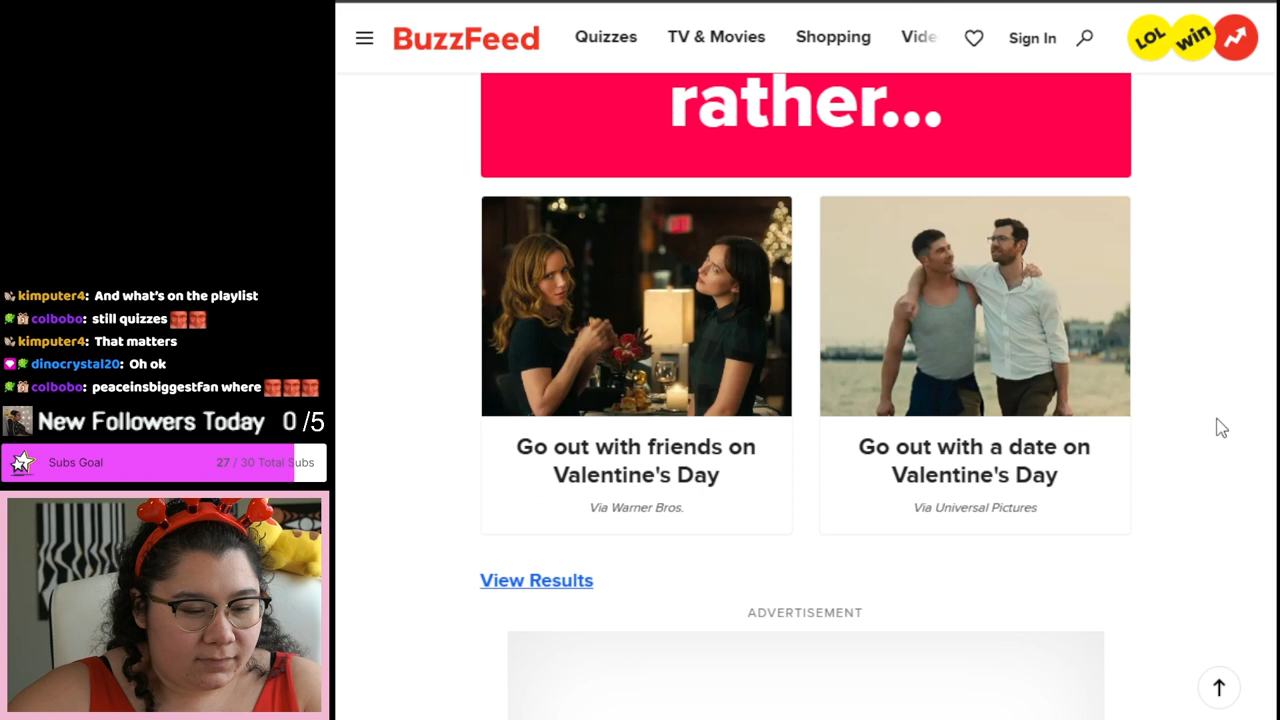 BuzzFeed
Quizzes
TV & Movies
Shopping
Vide
Sign In
LOL
win
rather...
Go out with friends on
Valentine's Day
Via Warner Bros.
Go out with a date on
Valentine's Day
Via Universal Pictures
View Results
ADVERTISEMENT
kimputer4: And what's on the playlist
colbobo: still quizzes
kimputer4: That matters
dinocrystal20: Oh ok
colbobo: peaceinsbiggestfan where
New Followers Today 0 /5
Subs Goal 27 / 30 Total Subs